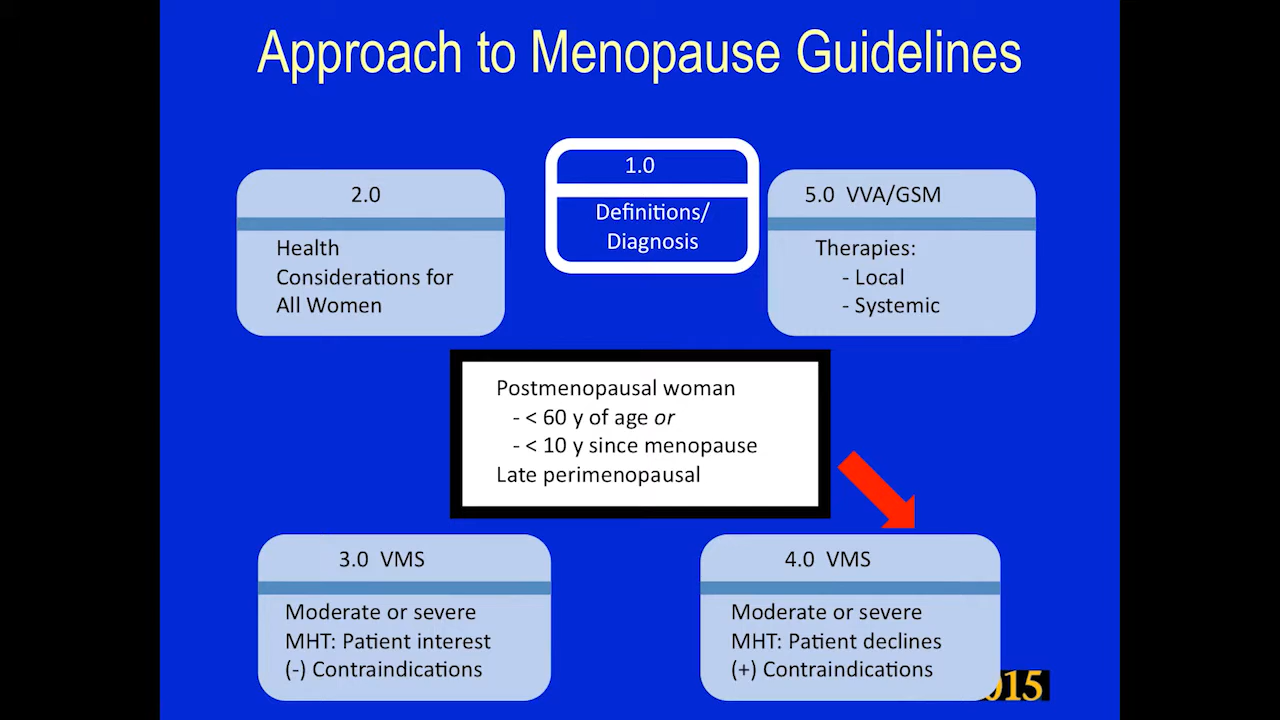 Approach to Menopause Guidelines
1.0
Definitions/
Diagnosis
2.0
Health
Considerations for
All Women
5.0 VVA/GSM
Therapies:
- Local
- Systemic
Postmenopausal woman
- < 60 y of age or
- < 10 y since menopause
Late perimenopausal
3.0 VMS
Moderate or severe
MHT: Patient interest
(-) Contraindications
4.0 VMS
Moderate or severe
MHT: Patient declines
(+) Contraindications
015